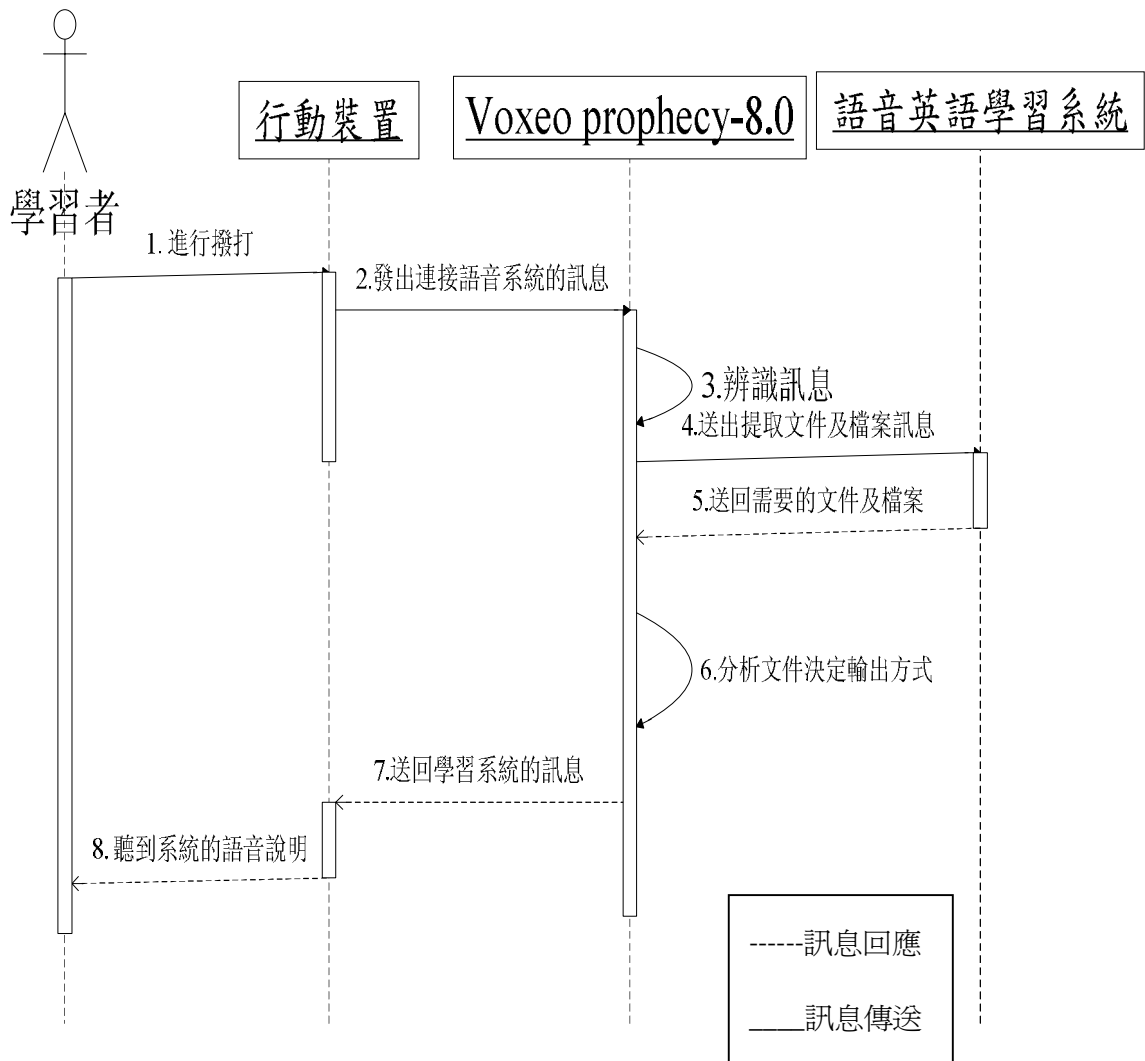 行動裝置
Voxeo prophecy-8.0
語音英語學習系統
學習者
1. 進行撥打
2.發出連接語音系統的訊息
3.辨識訊息
4.送出提取文件及檔案訊息
5.送回需要的文件及檔案
6.分析文件決定輸出方式
7.送回學習系統的訊息
8. 聽到系統的語音說明
------訊息回應
____訊息傳送